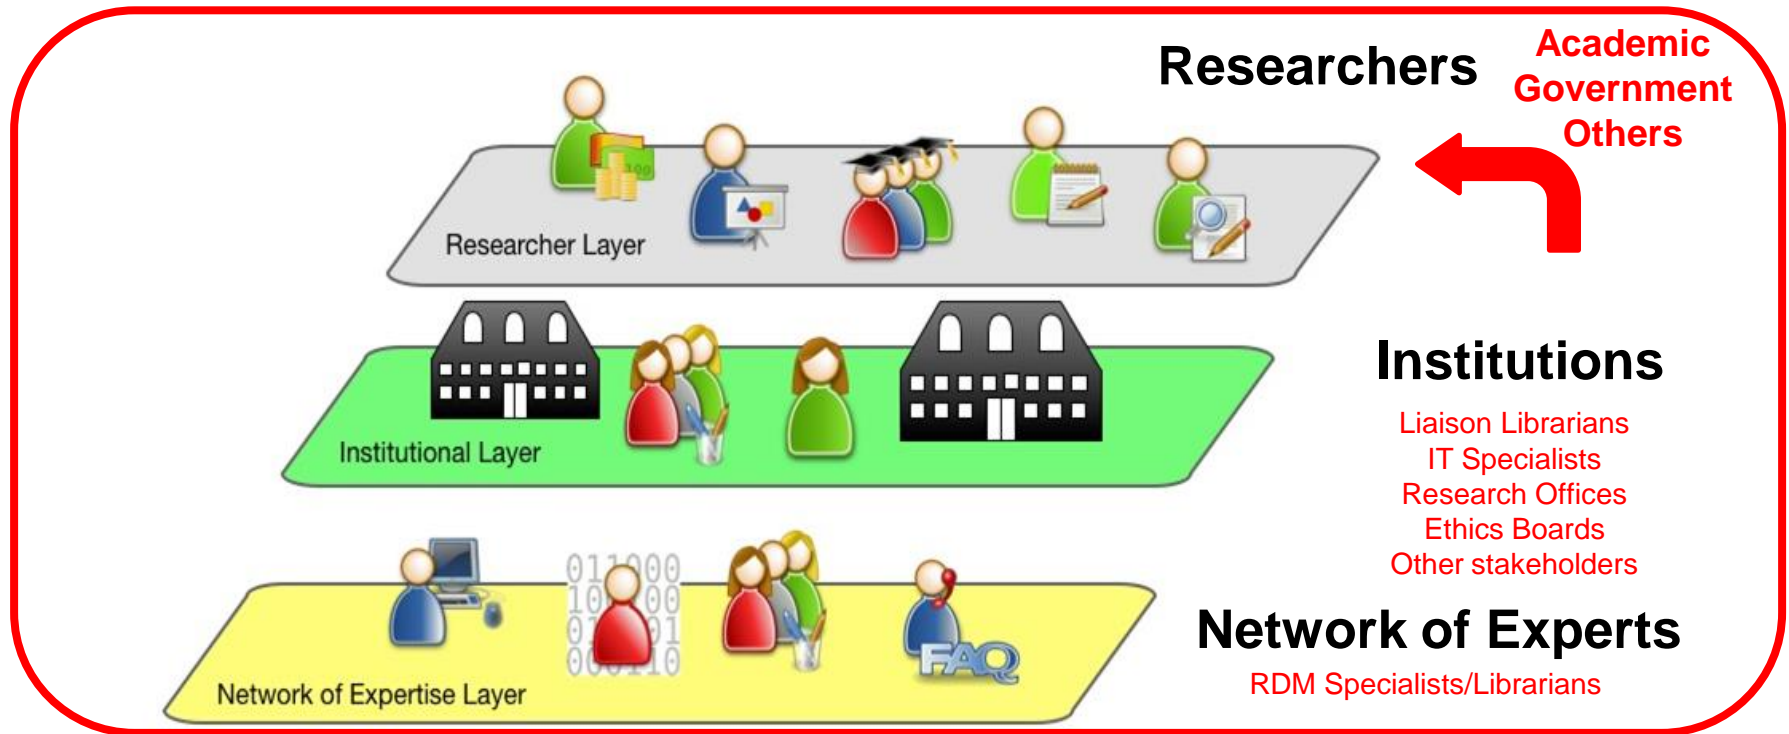 Researchers
Academic
Government
Others
100
Researcher Layer
Institutions
Liaison Librarians
IT Specialists
Research Offices
Ethics Boards
Other stakeholders
Institutional Layer
Network of Experts
RDM Specialists/Librarians
FAQ
Network of Expertise Layer